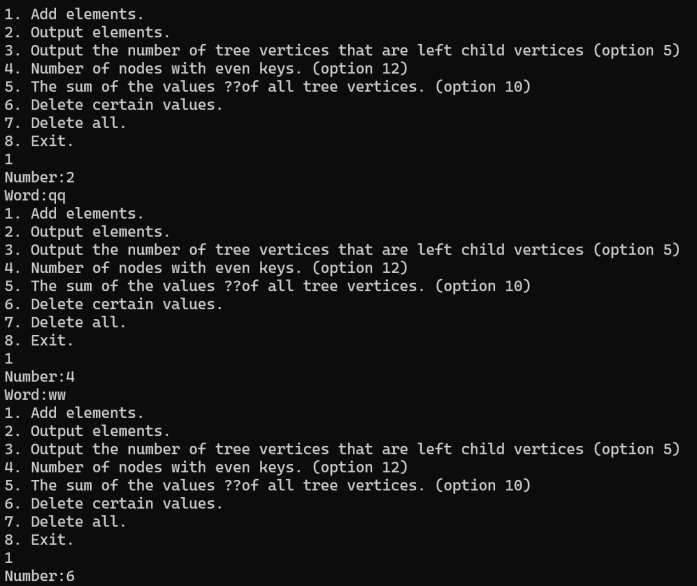 1. Add elements.
2. Output elements.
3. Output the number of tree vertices that are left child vertices (option 5)
4. Number of nodes with even keys. (option 12)
5. The sum of the values ??of all tree vertices. (option 10)
6. Delete certain values.
7. Delete all.
8. Exit.
1
Number:2
Word:qq
1. Add elements.
2. Output elements.
3. Output the number of tree vertices that are left child vertices (option 5)
4. Number of nodes with even keys. (option 12)
5. The sum of the values ??of all tree vertices. (option 10)
6. Delete certain values.
7. Delete all.
8. Exit.
1
Number:4
Word:ww
1. Add elements.
2. Output elements.
3. Output the number of tree vertices that are left child vertices (option 5)
4. Number of nodes with even keys. (option 12)
5. The sum of the values ??of all tree vertices. (option 10)
6. Delete certain values.
7. Delete all.
8. Exit.
1
Number:6